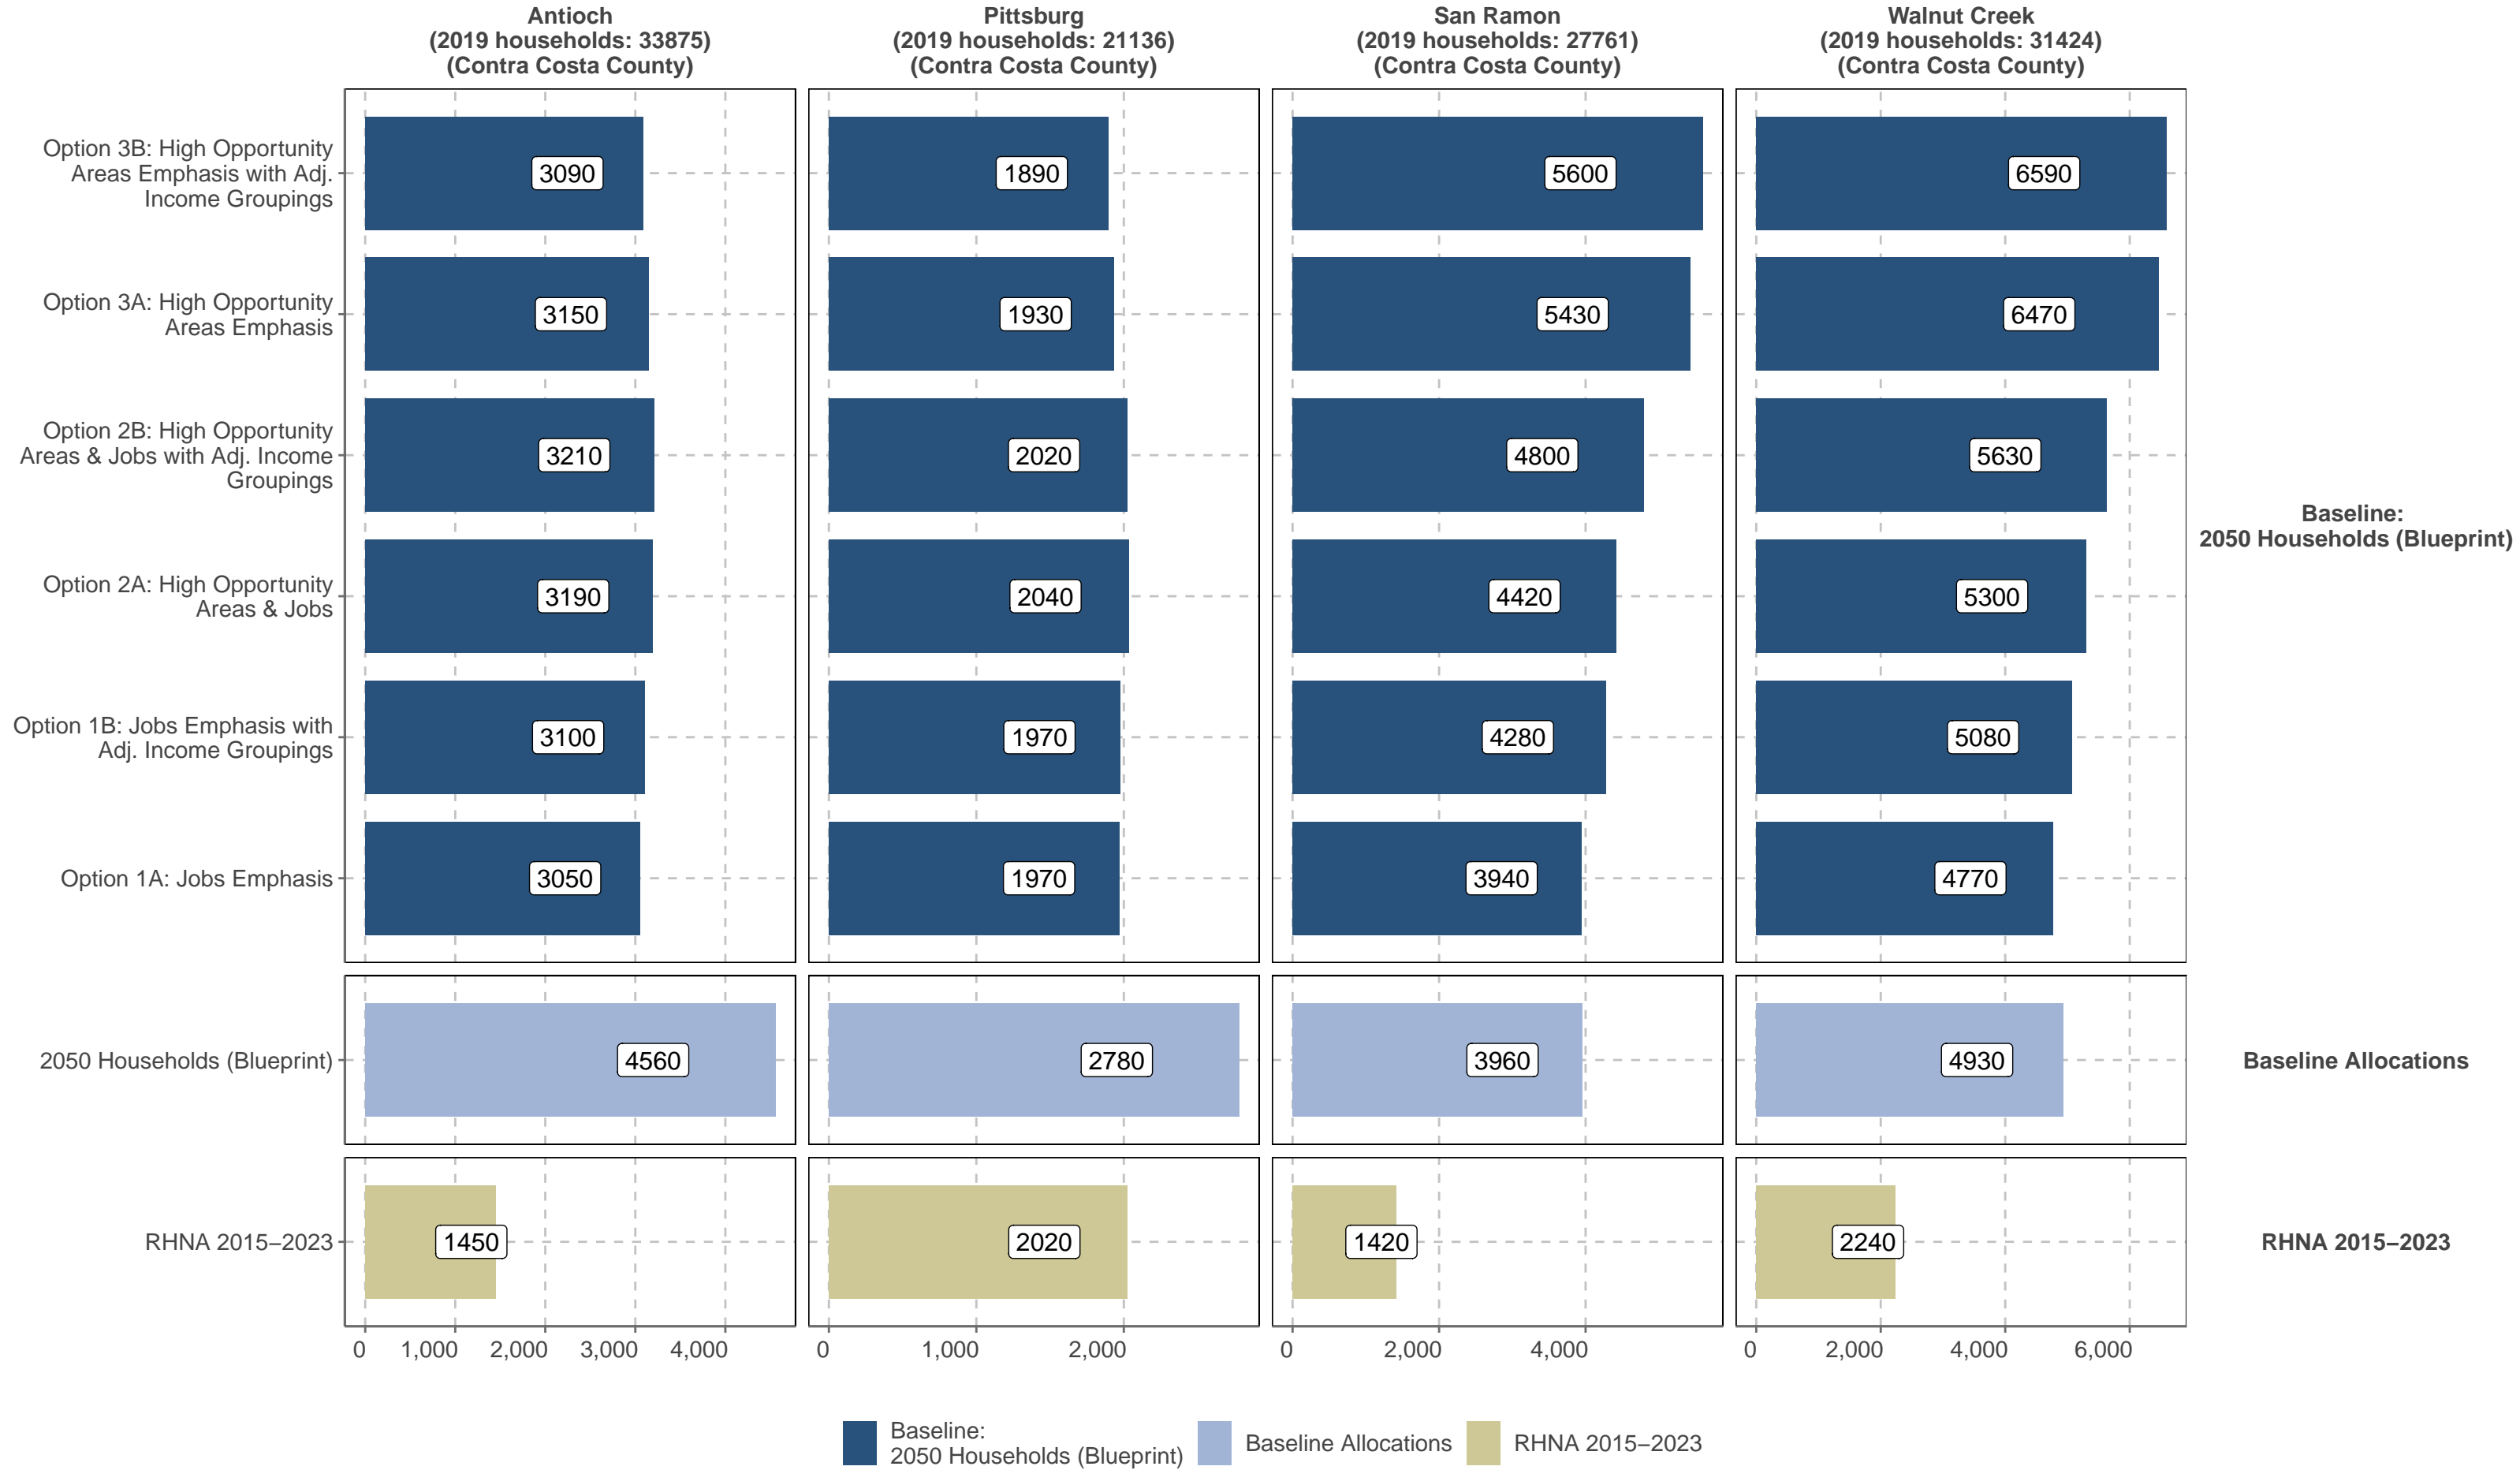 Antioch
(2019 households: 33875)
(Contra Costa County)
Pittsburg
(2019 households: 21136)
(Contra Costa County)
San Ramon
(2019 households: 27761)
(Contra Costa County)
Walnut Creek
(2019 households: 31424)
(Contra Costa County)
Option 3B: High Opportunity
Areas Emphasis with Adj.
Income Groupings
3090
1890
5600
6590
Option 3A: High Opportunity
Areas Emphasis
3150
1930
5430
6470
Option 2B: High Opportunity
Areas & Jobs with Adj. Income
Groupings
3210
2020
4800
5630
Baseline:
2050 Households (Blueprint)
Option 2A: High Opportunity
Areas & Jobs
3190
2040
4420
5300
Option 1B: Jobs Emphasis with
Adj. Income Groupings
3100
1970
4280
5080
Option 1A: Jobs Emphasis
3050
1970
3940
4770
2050 Households (Blueprint)
4560
2780
3960
4930
Baseline Allocations
RHNA 2015−2023
1450
2020
1420
2240
RHNA 2015−2023
0 1,000 2,000 3,000 4,000
0 1,000 2,000
0 2,000 4,000
0 2,000 4,000 6,000
Baseline:
2050 Households (Blueprint)
Baseline Allocations
RHNA 2015−2023